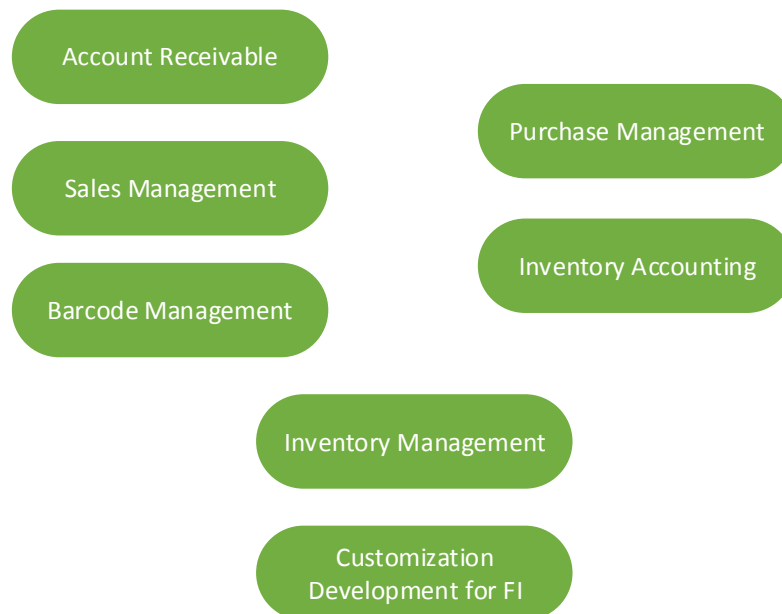 Account Receivable
Purchase Management
Sales Management
Inventory Accounting
Barcode Management
Inventory Management
Customization
Development for FI